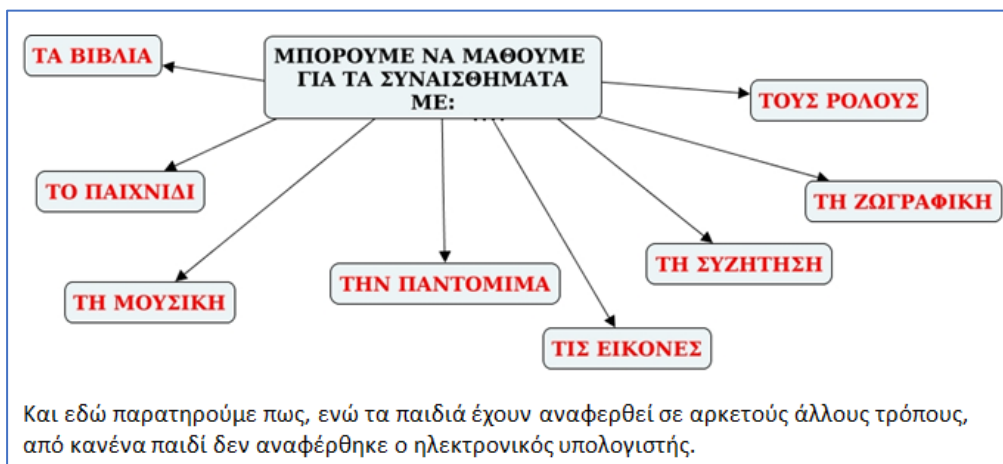 ΜΠΟΡΟΥΜΕ ΝΑ ΜΑΘΟΥΜΕ
ΓΙΑ ΤΑ ΣΥΝΑΙΣΘΗΜΑΤΑ
ΜΕ:
ΤΑ ΒΙΒΛΙΑ
ΤΟΥΣ ΡΟΛΟΥΣ
ΤΟ ΠΑΙΧΝΙΔΙ
ΤΗ ΖΩΓΡΑΦΙΚΗ
ΤΗ ΜΟΥΣΙΚΗ
ΤΗΝ ΠΑΝΤΟΜΙΜΑ
ΤΗ ΣΥΖΗΤΗΣΗ
ΤΙΣ ΕΙΚΟΝΕΣ
Και εδώ παρατηρούμε πως, ενώ τα παιδιά έχουν αναφερθεί σε αρκετούς άλλους τρόπους,
από κανένα παιδί δεν αναφέρθηκε ο ηλεκτρονικός υπολογιστής.